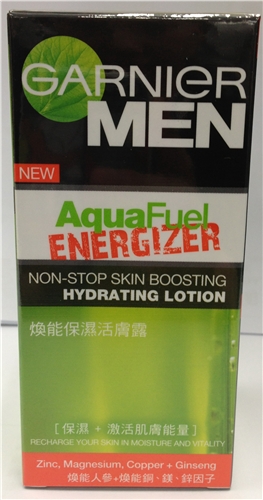 GARNIER
MEN
NEW
AquaFuel
ENERGIZER
NON-STOP SKIN BOOSTING
HYDRATING LOTION
煥能保濕活膚露
[ 保濕 + 激活肌膚能量 ]
RECHARGE YOUR SKIN IN MOISTURE AND VITALITY
Zinc, Magnesium, Copper + Ginseng
煥能人參+煥能銅、鎂、鋅因子